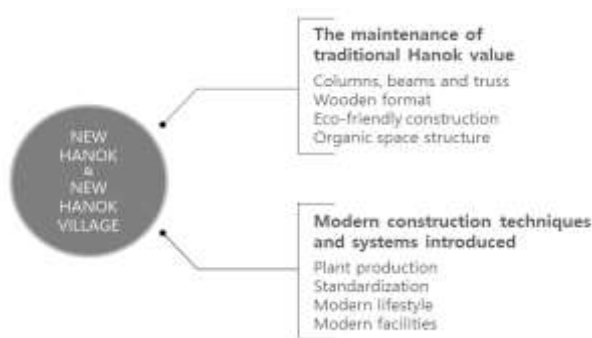 NEW
HANOK
&
NEW
HANOK
VILLAGE
The maintenance of
traditional Hanok value
Columns, beams and truss
Wooden format
Eco-friendly construction
Organic space structure
Modern construction techniques
and systems introduced
Plant production
Standardization
Modern lifestyle
Modern facilities